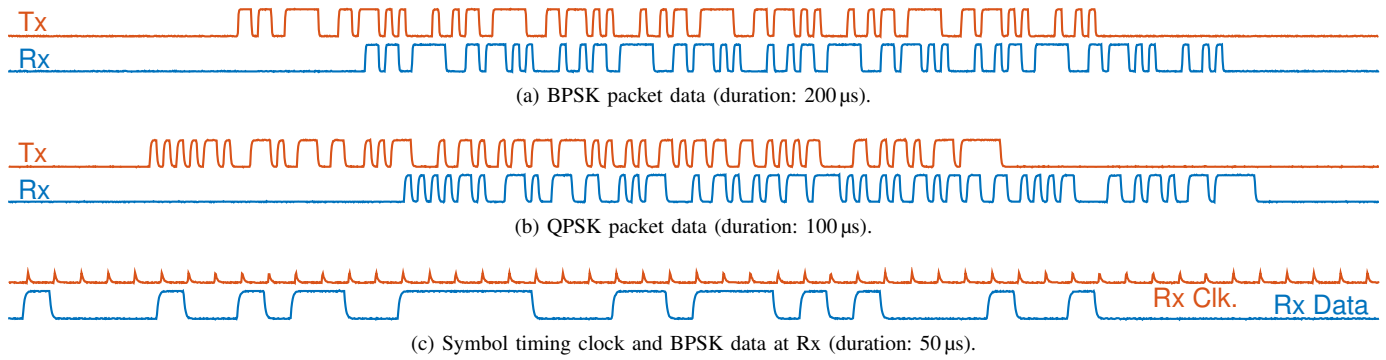 Tx
Rx
(a) BPSK packet data (duration: 200 µs).
Tx
Rx
(b) QPSK packet data (duration: 100 µs).
Rx Clk.
Rx Data
(c) Symbol timing clock and BPSK data at Rx (duration: 50 µs).